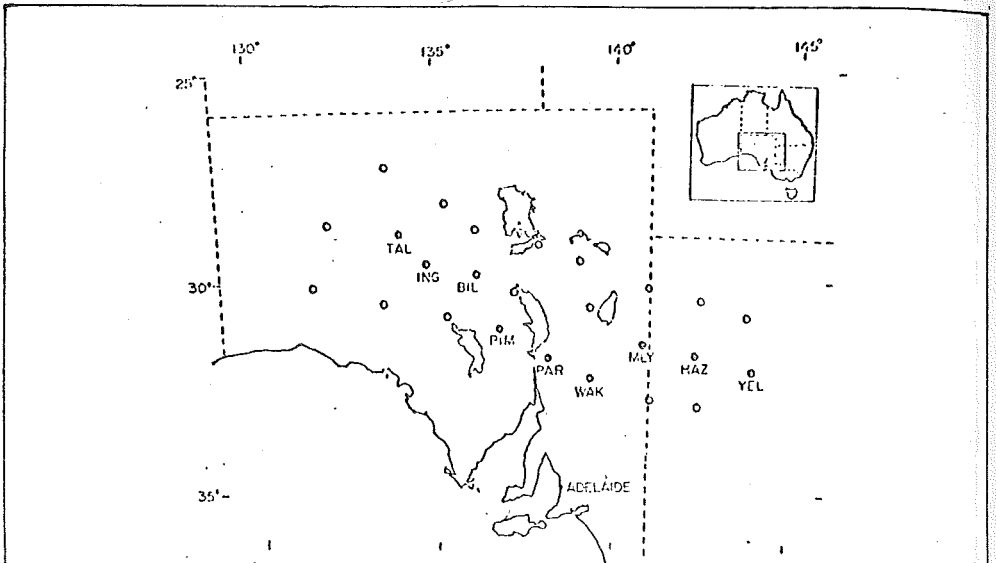 130° 135° 140° 145°
25°
TAL
ING
BIL
30°
PIM
PAR
WAK
MLY
HAZ
YEL
35°
ADELAIDE